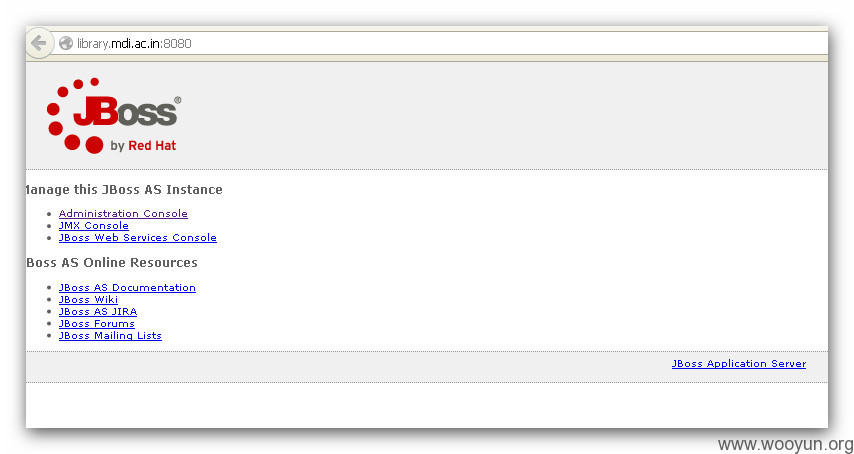 library.mdi.ac.in:8080
JBoss®
by Red Hat
Manage this JBoss AS Instance
Administration Console
JMX Console
JBoss Web Services Console
Boss AS Online Resources
JBoss AS Documentation
JBoss Wiki
JBoss AS JIRA
JBoss Forums
JBoss Mailing Lists
JBoss Application Server
www.wooyun.org